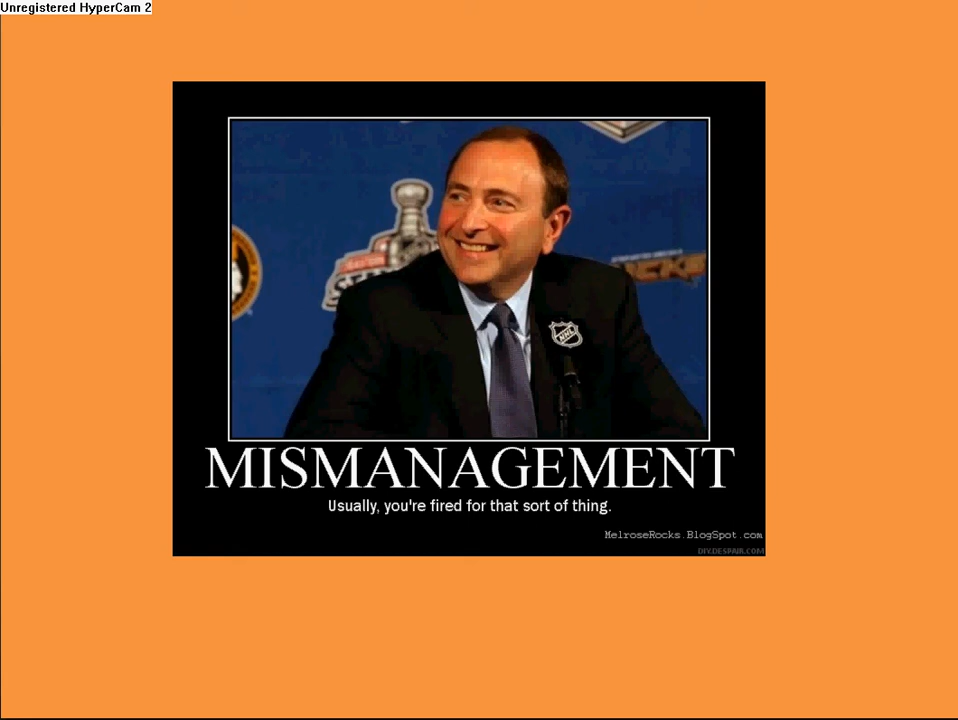 Unregistered HyperCam 2
NHL
MISMANAGEMENT
Usually, you're fired for that sort of thing.
MelroseRocks.BlogSpot.com
DIY.DESPAIR.COM